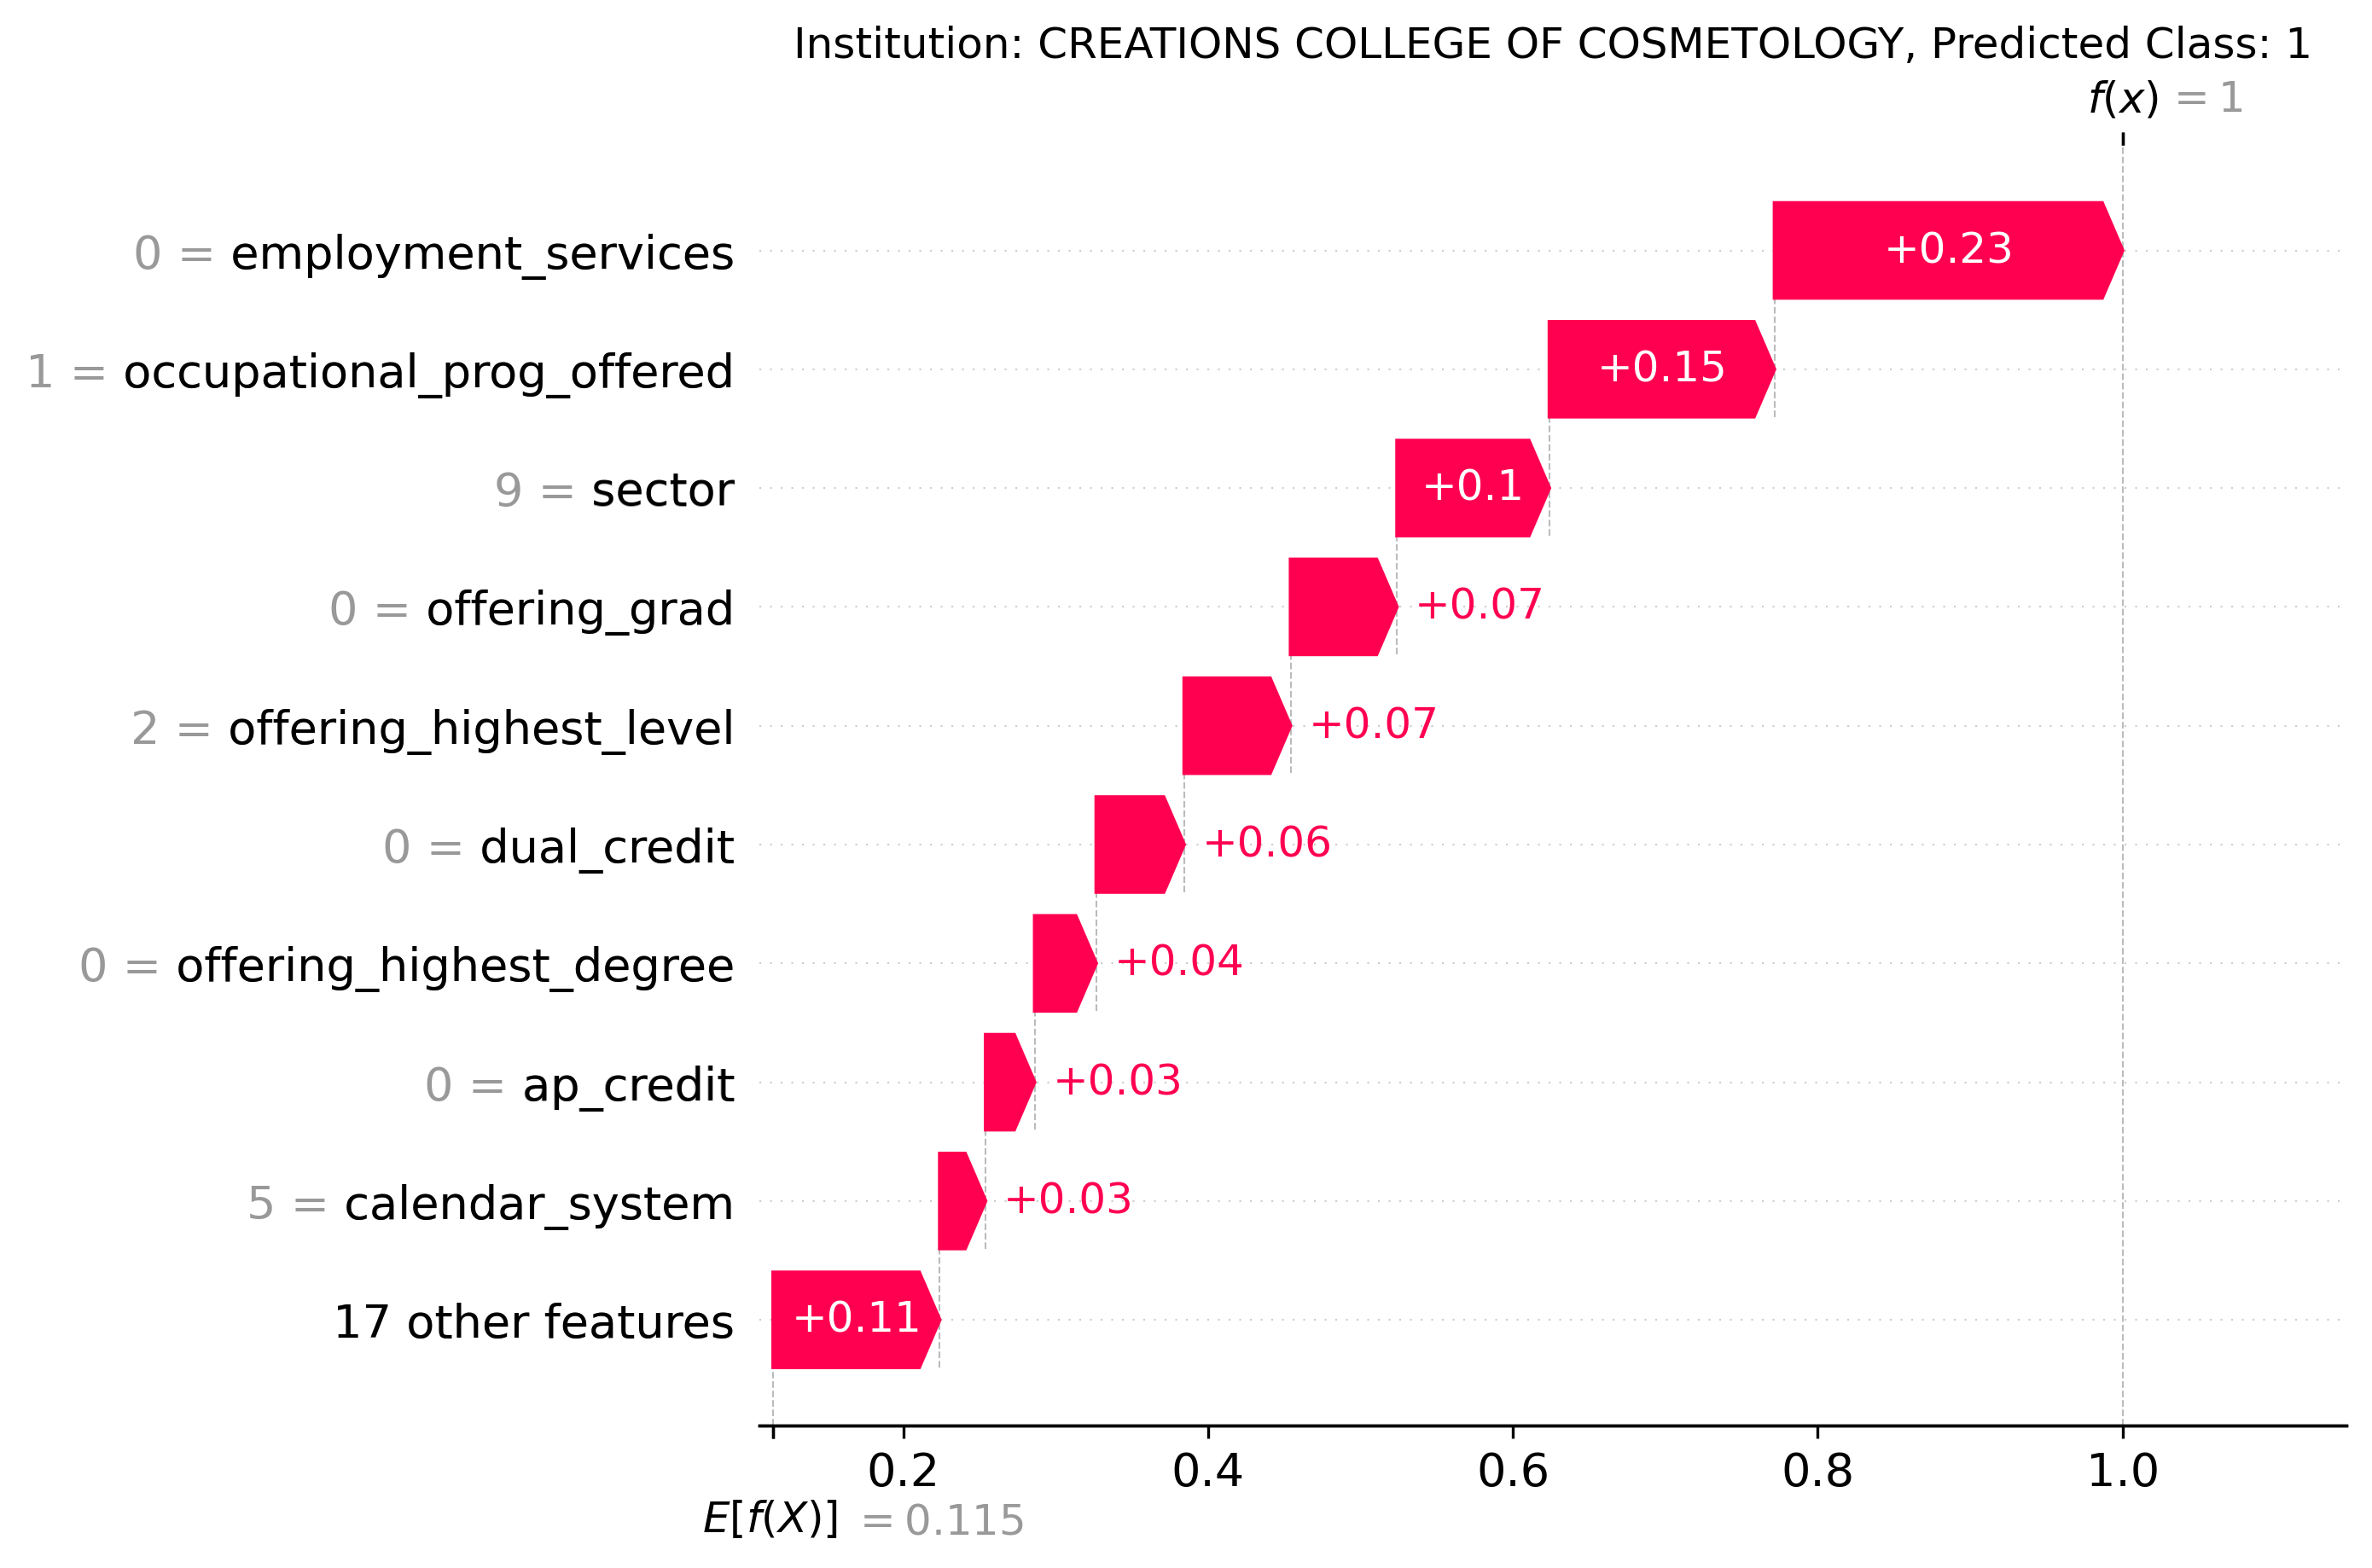 Institution: CREATIONS COLLEGE OF COSMETOLOGY, Predicted Class: 1
f(x) = 1
0 = employment_services +0.23
1 = occupational_prog_offered +0.15
9 = sector +0.1
0 = offering_grad +0.07
2 = offering_highest_level +0.07
0 = dual_credit +0.06
0 = offering_highest_degree +0.04
0 = ap_credit +0.03
5 = calendar_system +0.03
17 other features +0.11
0.2 0.4 0.6 0.8 1.0
E[f(X)] = 0.115